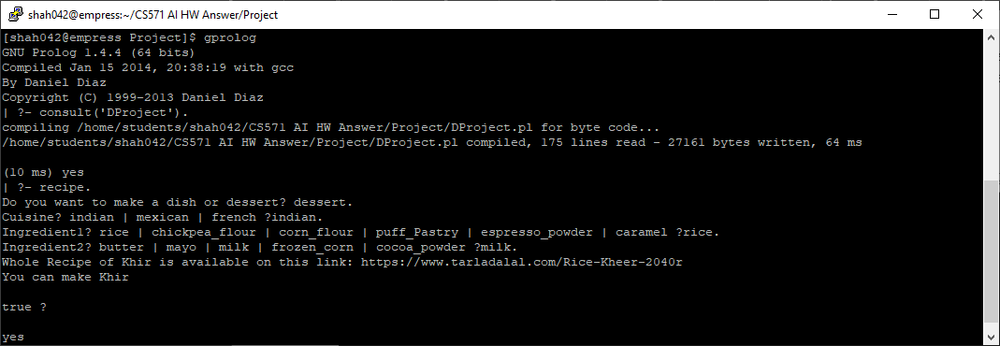 shah042@empress:~/CS571 AI HW Answer/Project
[shah042@empress Project]$ gprolog
GNU Prolog 1.4.4 (64 bits)
Compiled Jan 15 2014, 20:38:19 with gcc
By Daniel Diaz
Copyright (C) 1999-2013 Daniel Diaz
| ?- consult('DProject').
compiling /home/students/shah042/CS571 AI HW Answer/Project/DProject.pl for byte code...
/home/students/shah042/CS571 AI HW Answer/Project/DProject.pl compiled, 175 lines read - 27161 bytes written, 64 ms
(10 ms) yes
| ?- recipe.
Do you want to make a dish or dessert? dessert.
Cuisine? indian | mexican | french ?indian.
Ingredient1? rice | chickpea_flour | corn_flour | puff_Pastry | espresso_powder | caramel ?rice.
Ingredient2? butter | mayo | milk | frozen_corn | cocoa_powder ?milk.
Whole Recipe of Khir is available on this link: https://www.tarladalal.com/Rice-Kheer-2040r
You can make Khir
true ?
yes